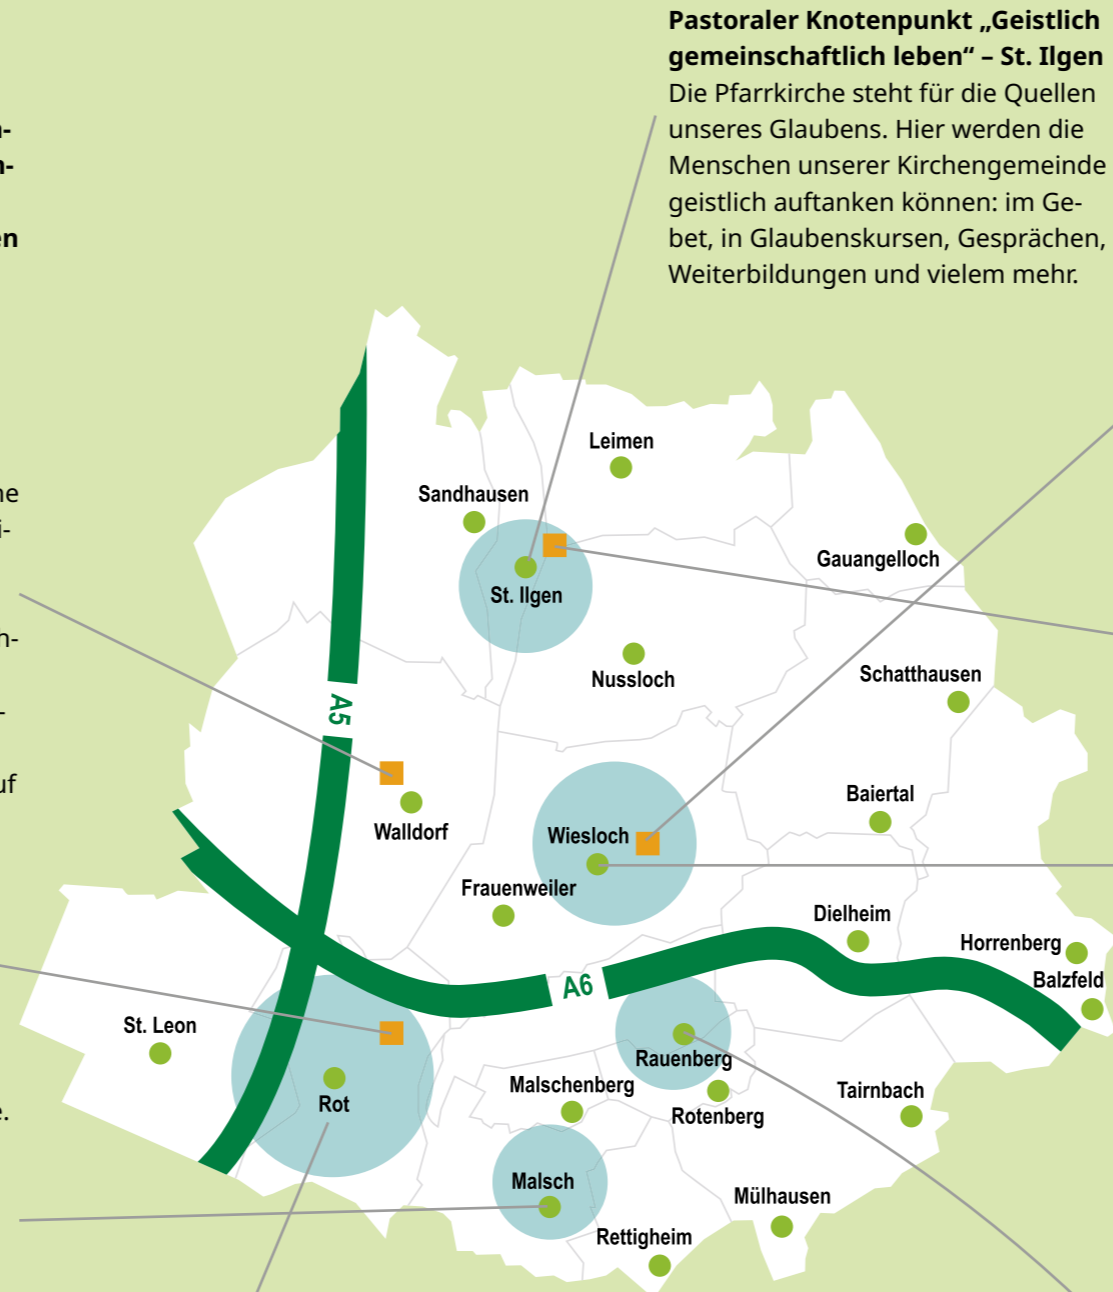 Pastoraler Knotenpunkt „Geistlich
gemeinschaftlich leben“ – St. Ilgen
Die Pfarrkirche steht für die Quellen
unseres Glaubens. Hier werden die
Menschen unserer Kirchengemeinde
geistlich auftanken können: im Ge-
bet, in Glaubenskursen, Gesprächen,
Weiterbildungen und vielem mehr.
Leimen
Sandhausen
Gauangelloch
St. Ilgen
Nussloch
Schatthausen
A5
Baiertal
Walldorf
Wiesloch
Frauenweiler
Dielheim
Horrenberg
Balzfeld
A6
St. Leon
Rauenberg
Malschenberg
Tairnbach
Rot
Rotenberg
Malsch
Mülhausen
Rettigheim